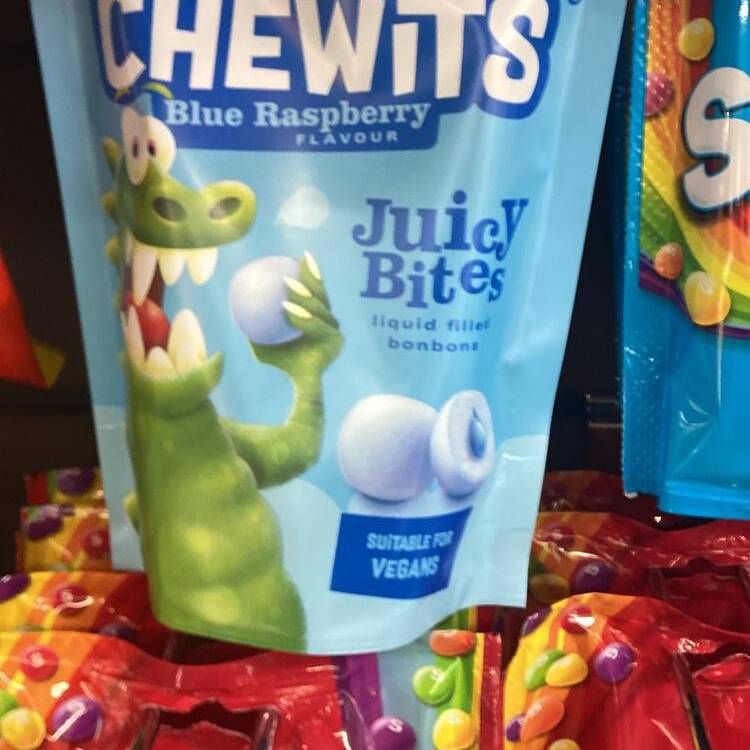 CHEWITS
Blue Raspberry
FLAVOUR
Juicy
Bites
liquid filled
bonbons
SUITABLE FOR
VEGANS
S